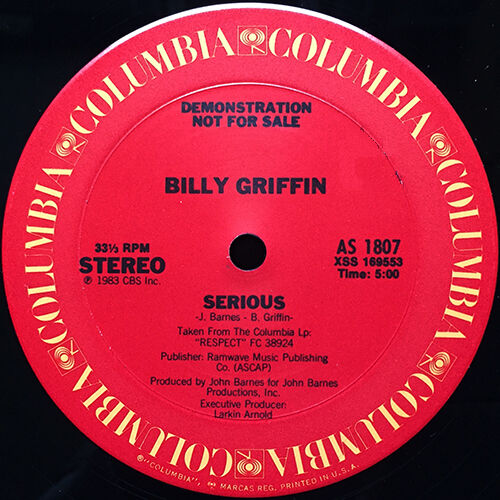 COLUMBIA COLUMBIA COLUMBIA COLUMBIA COLUMBIA COLUMBIA
DEMONSTRATION
NOT FOR SALE
BILLY GRIFFIN
33⅓ RPM
STEREO
℗ 1983 CBS Inc.
AS 1807
XSS 169553
Time: 5:00
SERIOUS
-J. Barnes - B. Griffin-
Taken From The Columbia Lp:
"RESPECT" FC 38924
Publisher: Ramwave Music Publishing
Co. (ASCAP)
Produced by John Barnes for John Barnes
Productions, Inc.
Executive Producer:
Larkin Arnold
®"COLUMBIA", MARCAS REG. PRINTED IN U.S.A.